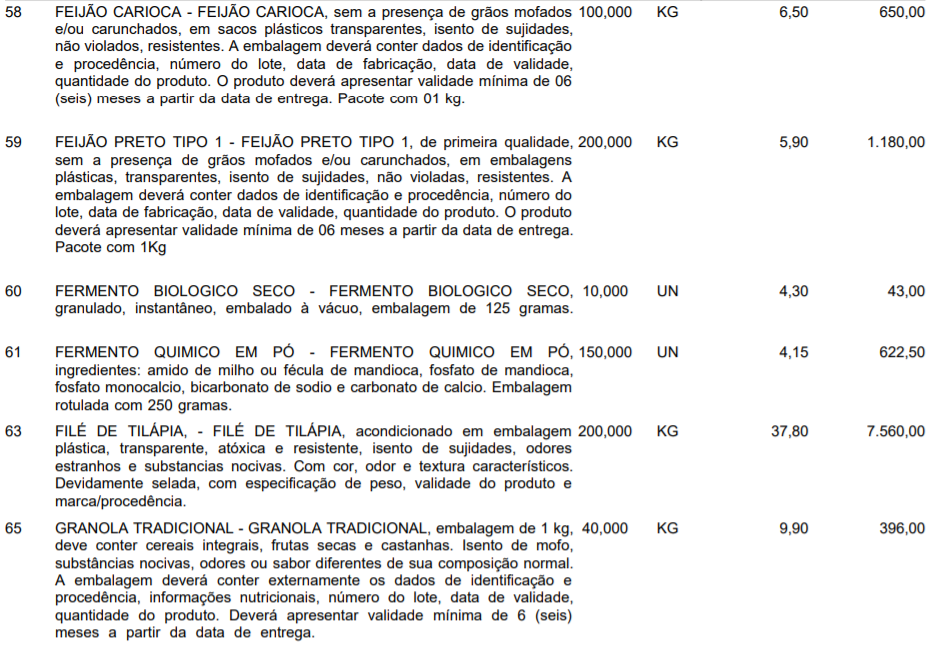 58 FEIJÃO CARIOCA - FEIJÃO CARIOCA, sem a presença de grãos mofados 100,000 KG 6,50 650,00
e/ou carunchados, em sacos plásticos transparentes, isento de sujidades,
não violados, resistentes. A embalagem deverá conter dados de identificação
e procedência, número do lote, data de fabricação, data de validade,
quantidade do produto. O produto deverá apresentar validade mínima de 06
(seis) meses a partir da data de entrega. Pacote com 01 kg.
59 FEIJÃO PRETO TIPO 1 - FEIJÃO PRETO TIPO 1, de primeira qualidade, 200,000 KG 5,90 1.180,00
sem a presença de grãos mofados e/ou carunchados, em embalagens
plásticas, transparentes, isento de sujidades, não violadas, resistentes. A
embalagem deverá conter dados de identificação e procedência, número do
lote, data de fabricação, data de validade, quantidade do produto. O produto
deverá apresentar validade mínima de 06 meses a partir da data de entrega.
Pacote com 1Kg
60 FERMENTO BIOLOGICO SECO - FERMENTO BIOLOGICO SECO, 10,000 UN 4,30 43,00
granulado, instantâneo, embalado à vácuo, embalagem de 125 gramas.
61 FERMENTO QUIMICO EM PÓ - FERMENTO QUIMICO EM PÓ, 150,000 UN 4,15 622,50
ingredientes: amido de milho ou fécula de mandioca, fosfato de mandioca,
fosfato monocalcio, bicarbonato de sodio e carbonato de calcio. Embalagem
rotulada com 250 gramas.
63 FILÉ DE TILÁPIA, - FILÉ DE TILÁPIA, acondicionado em embalagem 200,000 KG 37,80 7.560,00
plástica, transparente, atóxica e resistente, isento de sujidades, odores
estranhos e substancias nocivas. Com cor, odor e textura característicos.
Devidamente selada, com especificação de peso, validade do produto e
marca/procedência.
65 GRANOLA TRADICIONAL - GRANOLA TRADICIONAL, embalagem de 1 kg, 40,000 KG 9,90 396,00
deve conter cereais integrais, frutas secas e castanhas. Isento de mofo,
substâncias nocivas, odores ou sabor diferentes de sua composição normal.
A embalagem deverá conter externamente os dados de identificação e
procedência, informações nutricionais, número do lote, data de validade,
quantidade do produto. Deverá apresentar validade mínima de 6 (seis)
meses a partir da data de entrega.